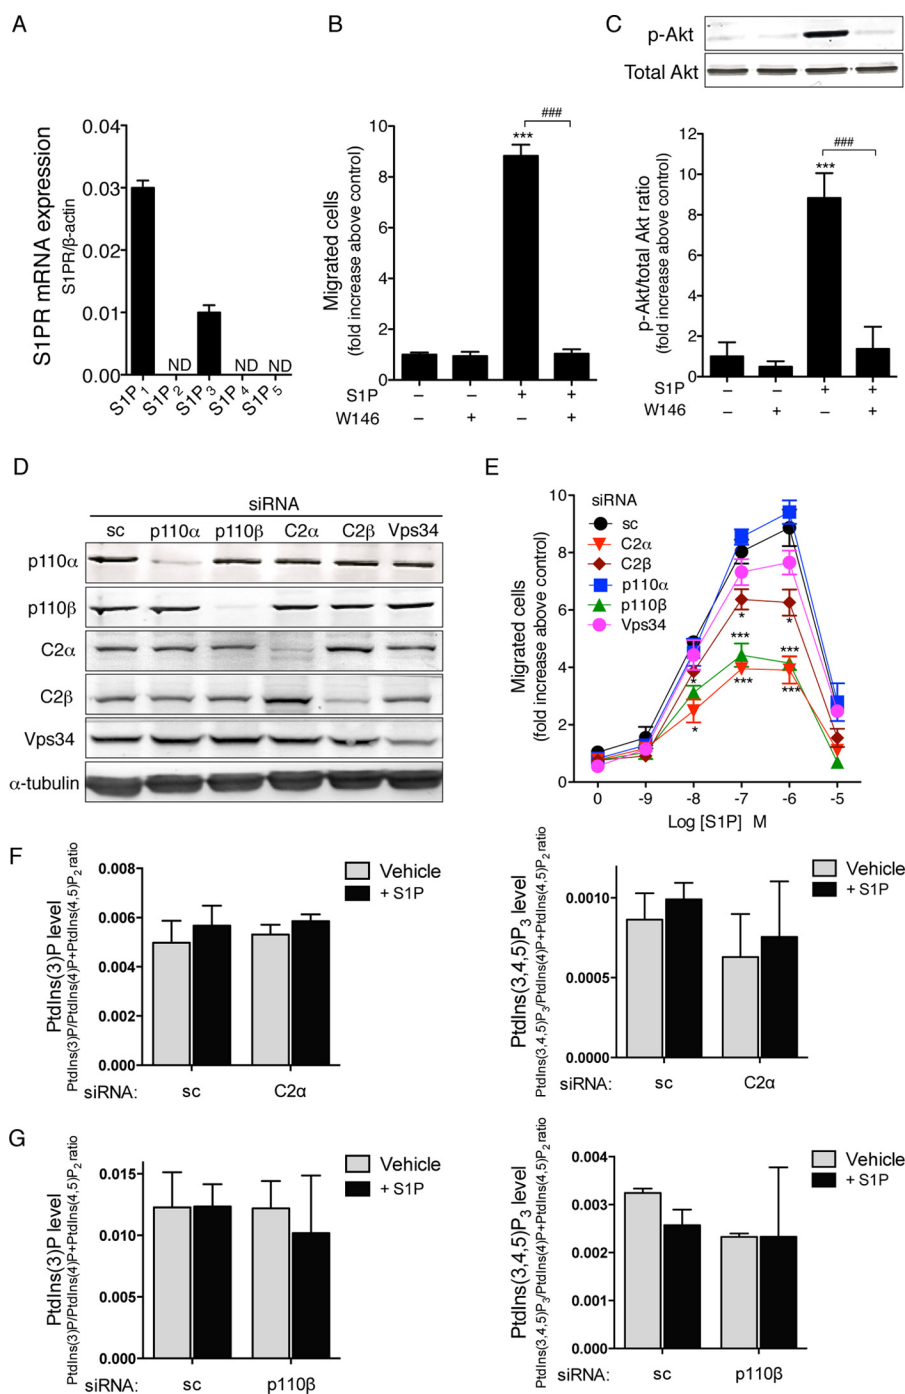 A
S1PR mRNA expression
S1PR/β-actin
0.04
0.03
0.02
0.01
0.00
ND
ND
ND
S1P1
S1P2
S1P3
S1P4
S1P5
B
Migrated cells
(fold increase above control)
10
8
6
4
2
0
***
###
S1P – – + +
W146 – + – +
C
p-Akt
Total Akt
p-Akt/total Akt ratio
(fold increase above control)
12
10
8
6
4
2
0
***
###
S1P – – + +
W146 – + – +
D
siRNA
sc p110α p110β C2α C2β Vps34
p110α
p110β
C2α
C2β
Vps34
α-tubulin
E
Migrated cells
(fold increase above control)
10
8
6
4
2
0
siRNA
sc
C2α
C2β
p110α
p110β
Vps34
*
*
*
*
***
***
***
***
0 -9 -8 -7 -6 -5
Log [S1P] M
F
PtdIns(3)P level
PtdIns(3)P/PtdIns(4)P+PtdIns(4,5)P2 ratio
0.008
0.006
0.004
0.002
0.000
Vehicle
+ S1P
siRNA: sc C2α
PtdIns(3,4,5)P3 level
PtdIns(3,4,5)P3/PtdIns(4)P+PtdIns(4,5)P2 ratio
0.0010
0.0005
0.0000
Vehicle
+ S1P
siRNA: sc C2α
G
PtdIns(3)P level
PtdIns(3)P/PtdIns(4)P+PtdIns(4,5)P2 ratio
0.015
0.010
0.005
0.000
Vehicle
+ S1P
siRNA: sc p110β
PtdIns(3,4,5)P3 level
PtdIns(3,4,5)P3/PtdIns(4)P+PtdIns(4,5)P2 ratio
0.004
0.003
0.002
0.001
0.000
Vehicle
+ S1P
siRNA: sc p110β